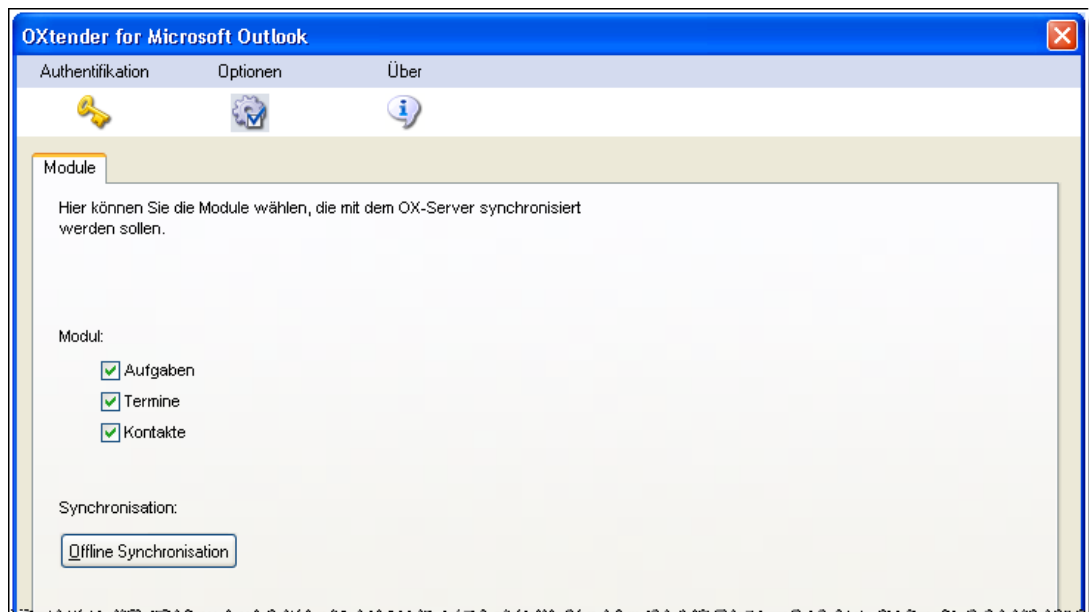 OXtender for Microsoft Outlook
Authentifikation Optionen Über
Module
Hier können Sie die Module wählen, die mit dem OX-Server synchronisiert
werden sollen.
Modul:
Aufgaben
Termine
Kontakte
Synchronisation:
Offline Synchronisation